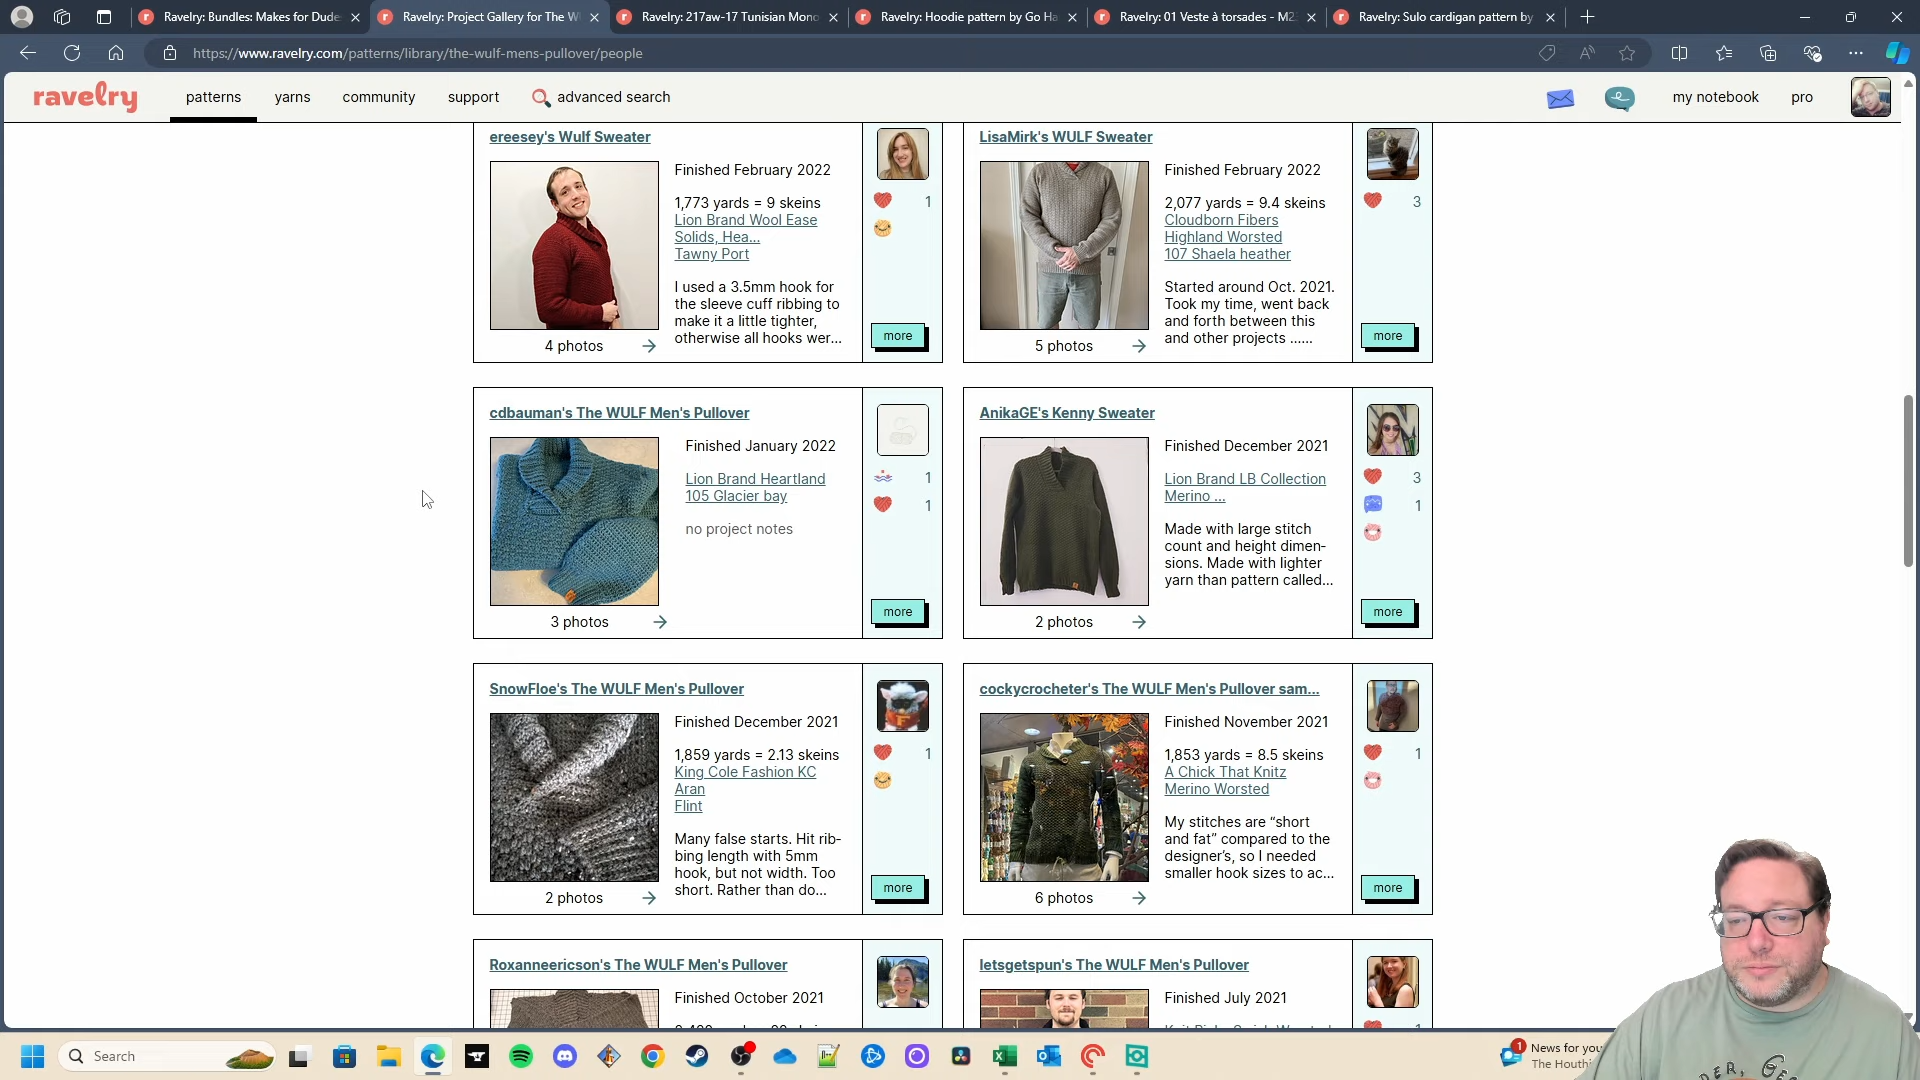 Ravelry: Bundles: Makes for Dude
Ravelry: Project Gallery for The W
Ravelry: 217aw-17 Tunisian Mono
Ravelry: Hoodie pattern by Go Ha
Ravelry: 01 Veste à torsades - M2
Ravelry: Sulo cardigan pattern by
https://www.ravelry.com/patterns/library/the-wulf-mens-pullover/people
ravelry
patterns
yarns
community
support
advanced search
my notebook
pro
ereesey's Wulf Sweater
Finished February 2022
1,773 yards = 9 skeins
Lion Brand Wool Ease
Solids, Hea...
Tawny Port
I used a 3.5mm hook for
the sleeve cuff ribbing to
make it a little tighter,
otherwise all hooks wer...
4 photos
1
more
LisaMirk's WULF Sweater
Finished February 2022
2,077 yards = 9.4 skeins
Cloudborn Fibers
Highland Worsted
107 Shaela heather
Started around Oct. 2021.
Took my time, went back
and forth between this
and other projects ......
5 photos
3
more
cdbauman's The WULF Men's Pullover
Finished January 2022
Lion Brand Heartland
105 Glacier bay
no project notes
3 photos
1
1
more
AnikaGE's Kenny Sweater
Finished December 2021
Lion Brand LB Collection
Merino ...
Made with large stitch
count and height dimen-
sions. Made with lighter
yarn than pattern called...
2 photos
3
1
more
SnowFloe's The WULF Men's Pullover
Finished December 2021
1,859 yards = 2.13 skeins
King Cole Fashion KC
Aran
Flint
Many false starts. Hit rib-
bing length with 5mm
hook, but not width. Too
short. Rather than do...
2 photos
1
more
cockycrocheter's The WULF Men's Pullover sam...
Finished November 2021
1,853 yards = 8.5 skeins
A Chick That Knitz
Merino Worsted
My stitches are “short
and fat” compared to the
designer’s, so I needed
smaller hook sizes to ac...
6 photos
1
more
Roxanneericson's The WULF Men's Pullover
Finished October 2021
letsgetspun's The WULF Men's Pullover
Finished July 2021
Search
1
News for you
The Houthi